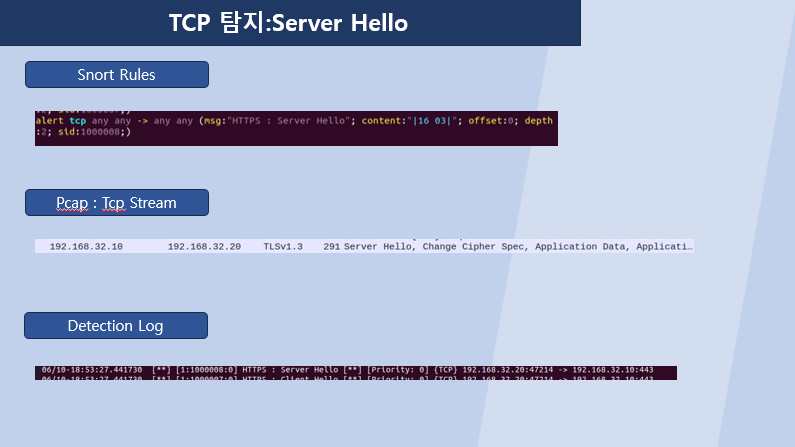 TCP 탐지:Server Hello
Snort Rules
alert tcp any any -> any any (msg:"HTTPS : Server Hello"; content:"|16 03|"; offset:0; depth
:2; sid:1000008;)
Pcap : Tcp Stream
192.168.32.10 192.168.32.20 TLSv1.3 291 Server Hello, Change Cipher Spec, Application Data, Applicati…
Detection Log
06/10-18:53:27.441730 [**] [1:1000008:0] HTTPS : Server Hello [**] [Priority: 0] {TCP} 192.168.32.20:47214 -> 192.168.32.10:443
06/10-18:53:27.441730 [**] [1:1000007:0] HTTPS : Client Hello [**] [Priority: 0] {TCP} 192.168.32.20:47214 -> 192.168.32.10:443